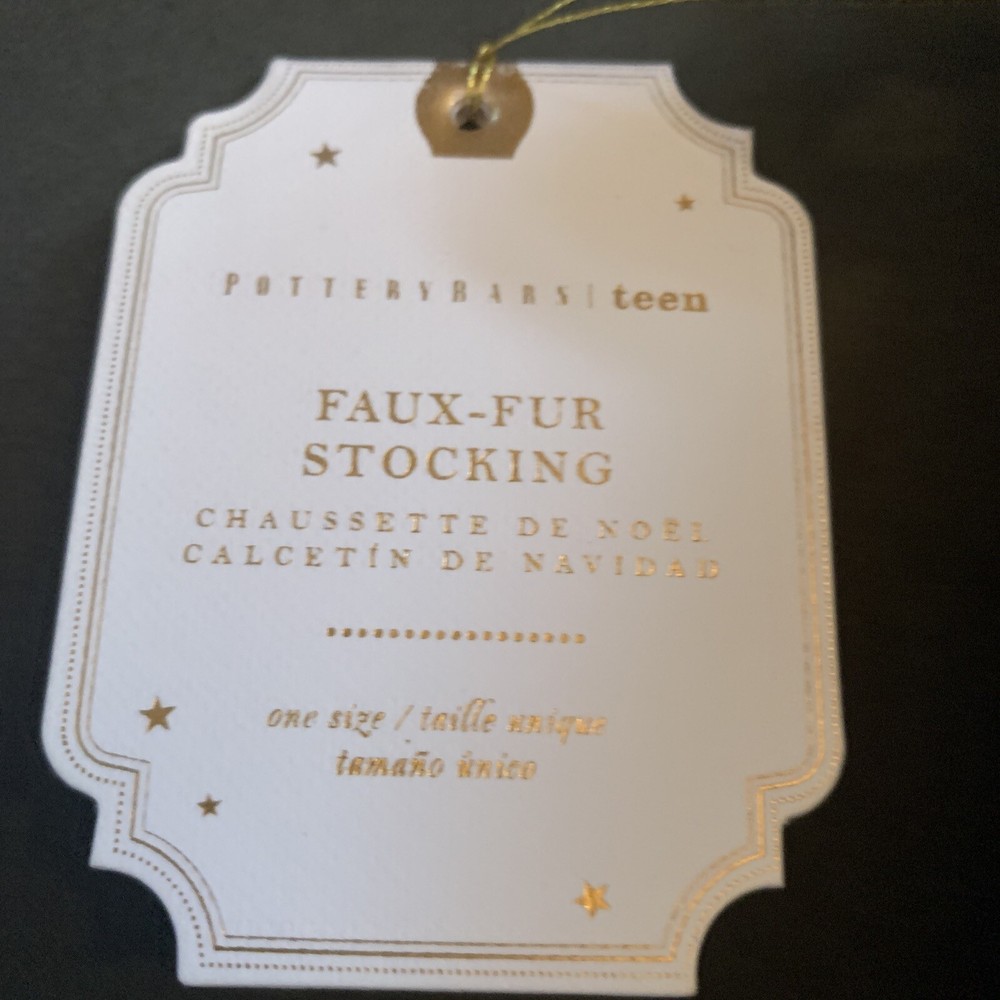 POTTERYBARN | teen
FAUX-FUR
STOCKING
CHAUSSETTE DE NOËL
CALCETÍN DE NAVIDAD
one size / taille unique
tamaño único